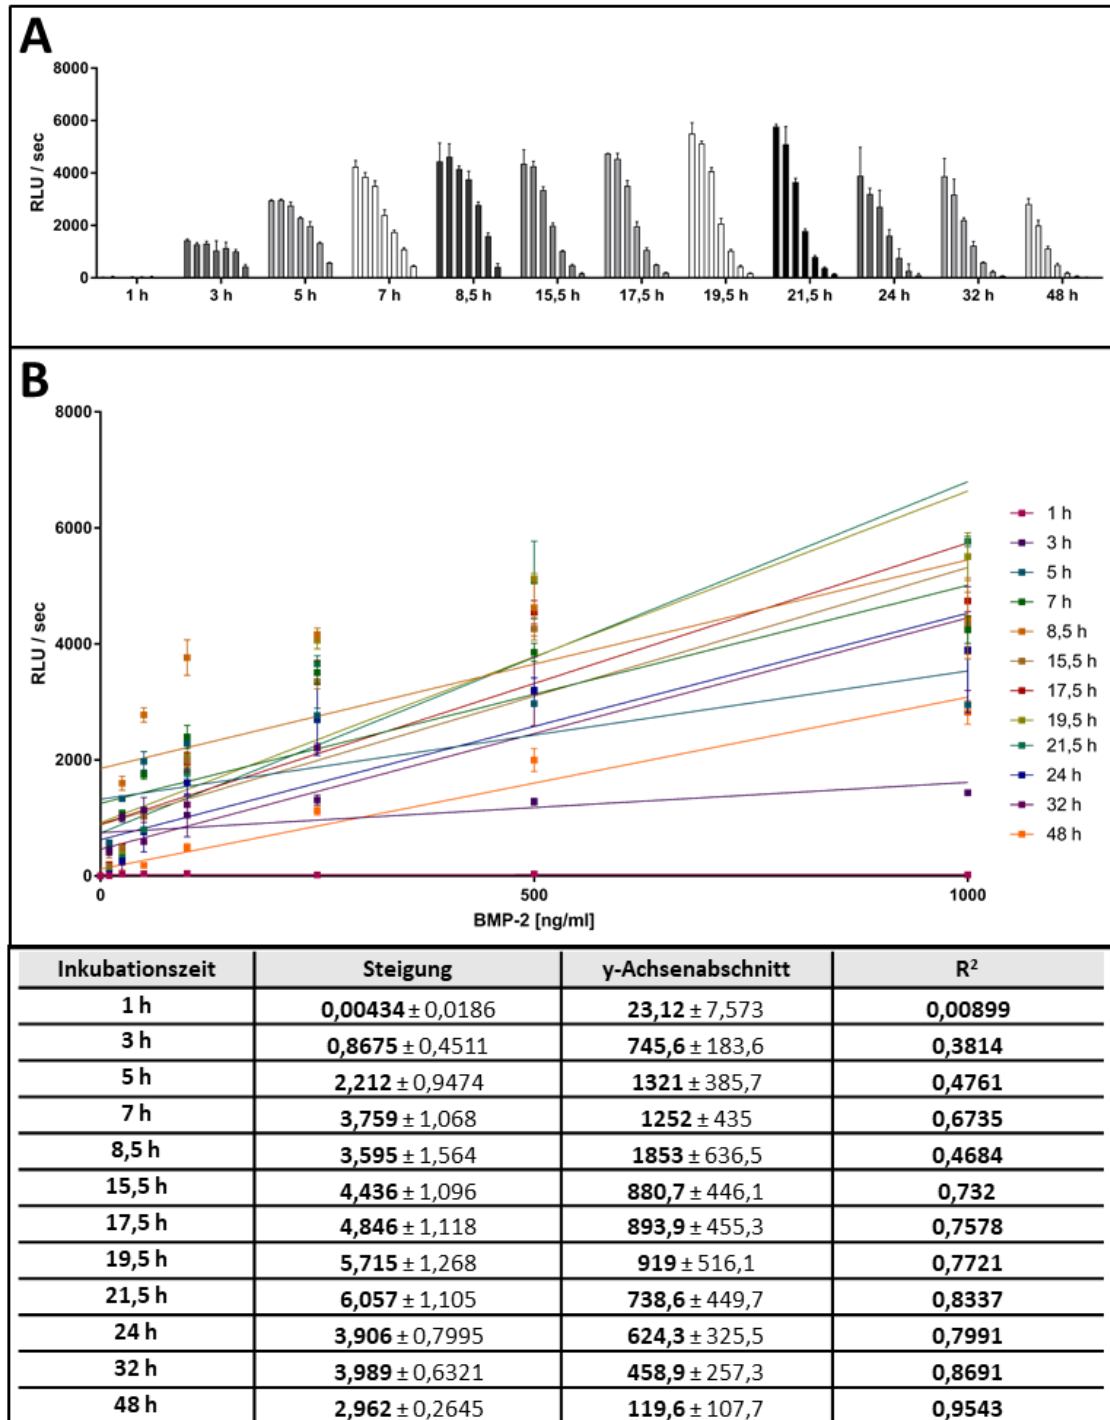 A
8000
6000
4000
2000
0
RLU / sec
1 h 3 h 5 h 7 h 8,5 h 15,5 h 17,5 h 19,5 h 21,5 h 24 h 32 h 48 h
B
8000
6000
4000
2000
0
RLU / sec
0 500 1000
BMP-2 [ng/ml]
1 h
3 h
5 h
7 h
8,5 h
15,5 h
17,5 h
19,5 h
21,5 h
24 h
32 h
48 h
Inkubationszeit Steigung y-Achsenabschnitt R²
1 h 0,00434 ± 0,0186 23,12 ± 7,573 0,00899
3 h 0,8675 ± 0,4511 745,6 ± 183,6 0,3814
5 h 2,212 ± 0,9474 1321 ± 385,7 0,4761
7 h 3,759 ± 1,068 1252 ± 435 0,6735
8,5 h 3,595 ± 1,564 1853 ± 636,5 0,4684
15,5 h 4,436 ± 1,096 880,7 ± 446,1 0,732
17,5 h 4,846 ± 1,118 893,9 ± 455,3 0,7578
19,5 h 5,715 ± 1,268 919 ± 516,1 0,7721
21,5 h 6,057 ± 1,105 738,6 ± 449,7 0,8337
24 h 3,906 ± 0,7995 624,3 ± 325,5 0,7991
32 h 3,989 ± 0,6321 458,9 ± 257,3 0,8691
48 h 2,962 ± 0,2645 119,6 ± 107,7 0,9543